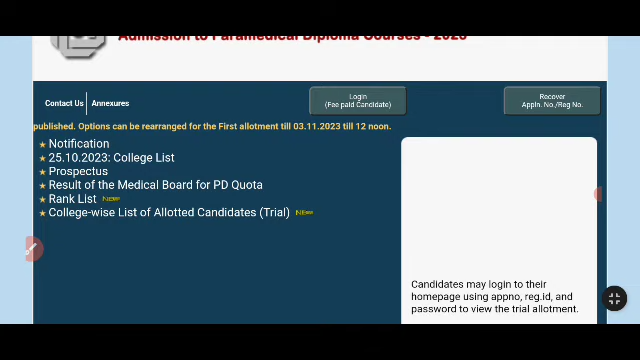 Admission to Paramedical Diploma Courses - 2023
Login
(Fee paid Candidate)
Recover
Appln. No./Reg No.
Contact Us
Annexures
published. Options can be rearranged for the First allotment till 03.11.2023 till 12 noon.
Notification
25.10.2023: College List
Prospectus
Result of the Medical Board for PD Quota
Rank List NEW
College-wise List of Allotted Candidates (Trial) NEW
Candidates may login to their
homepage using appno, reg.id, and
password to view the trial allotment.